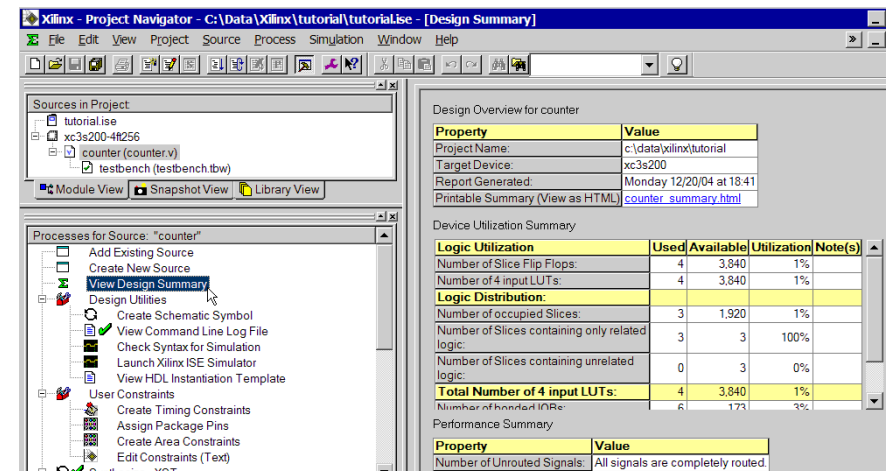 Xilinx - Project Navigator - C:\Data\Xilinx\tutorial\tutorial.ise - [Design Summary]
File Edit View Project Source Process Simulation Window Help
Sources in Project:
tutorial.ise
xc3s200-4ft256
counter (counter.v)
testbench (testbench.tbw)
Module View Snapshot View Library View
Processes for Source: "counter"
Add Existing Source
Create New Source
View Design Summary
Design Utilities
Create Schematic Symbol
View Command Line Log File
Check Syntax for Simulation
Launch Xilinx ISE Simulator
View HDL Instantiation Template
User Constraints
Create Timing Constraints
Assign Package Pins
Create Area Constraints
Edit Constraints (Text)
Design Overview for counter
Property Value
Project Name: c:\data\xilinx\tutorial
Target Device: xc3s200
Report Generated: Monday 12/20/04 at 18:41
Printable Summary (View as HTML) counter_summary.html
Device Utilization Summary
Logic Utilization Used Available Utilization Note(s)
Number of Slice Flip Flops: 4 3,840 1%
Number of 4 input LUTs: 4 3,840 1%
Logic Distribution:
Number of occupied Slices: 3 1,920 1%
Number of Slices containing only related logic: 3 3 100%
Number of Slices containing unrelated logic: 0 3 0%
Total Number of 4 input LUTs: 4 3,840 1%
Number of bonded IOBs: 6 173 3%
Performance Summary
Property Value
Number of Unrouted Signals: All signals are completely routed.